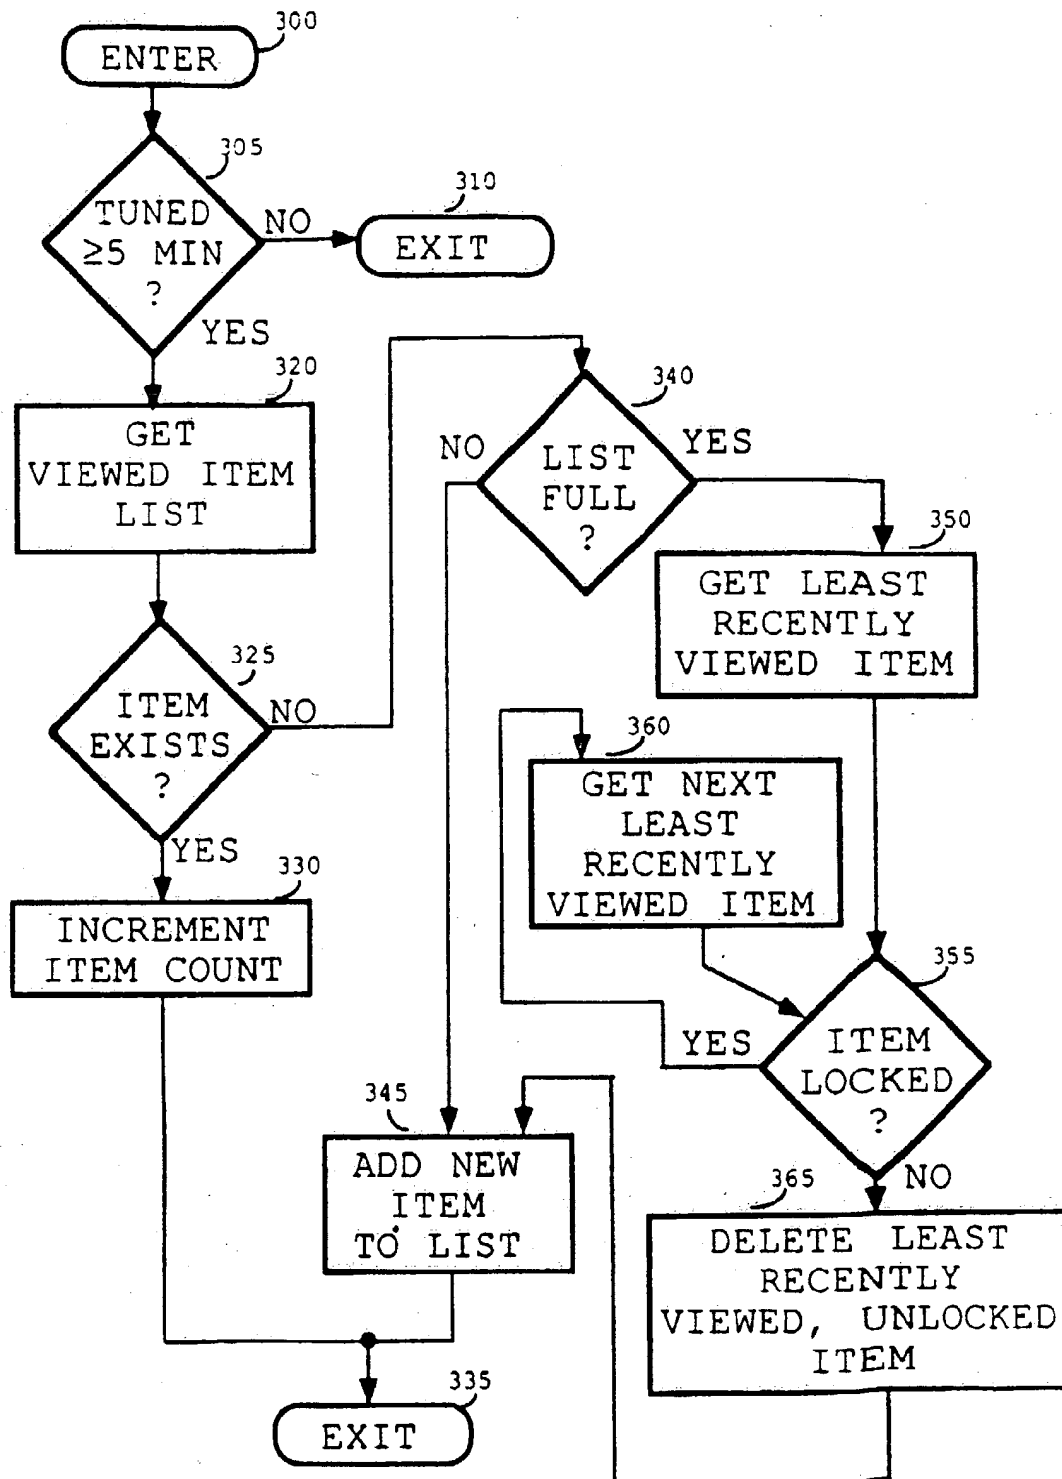 300
ENTER
305
TUNED
≥5 MIN
?
NO
310
EXIT
YES
320
GET
VIEWED ITEM
LIST
325
ITEM
EXISTS
?
NO
YES
330
INCREMENT
ITEM COUNT
340
LIST
FULL
?
NO
YES
350
GET LEAST
RECENTLY
VIEWED ITEM
360
GET NEXT
LEAST
RECENTLY
VIEWED ITEM
355
ITEM
LOCKED
?
YES
NO
345
ADD NEW
ITEM
TO LIST
365
DELETE LEAST
RECENTLY
VIEWED, UNLOCKED
ITEM
335
EXIT